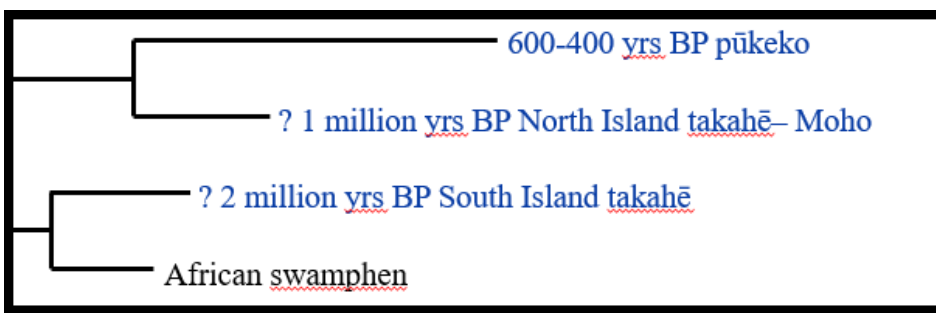 600-400 yrs BP pūkeko
? 1 million yrs BP North Island takahē– Moho
? 2 million yrs BP South Island takahē
African swamphen